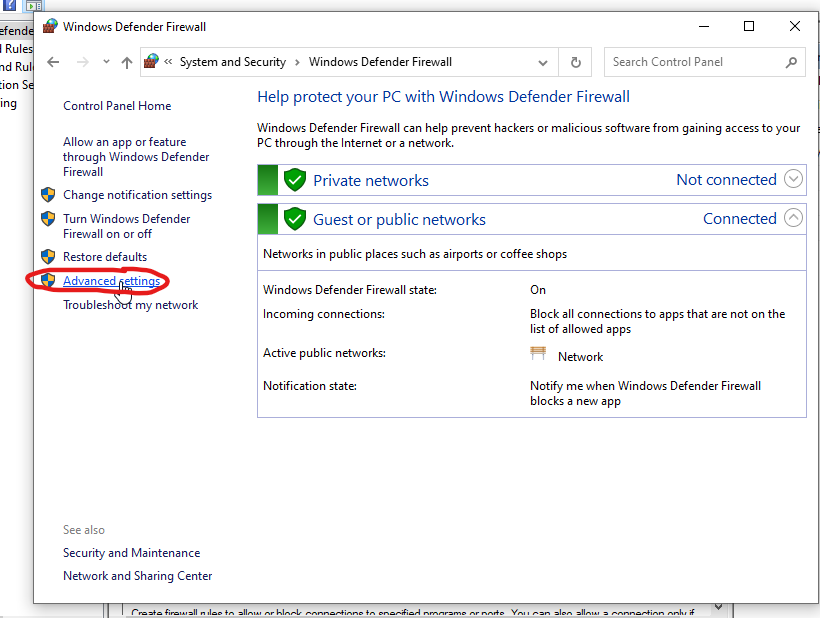 Windows Defender Firewall
System and Security
Windows Defender Firewall
Search Control Panel
Control Panel Home
Allow an app or feature
through Windows Defender
Firewall
Change notification settings
Turn Windows Defender
Firewall on or off
Restore defaults
Advanced settings
Troubleshoot my network
Help protect your PC with Windows Defender Firewall
Windows Defender Firewall can help prevent hackers or malicious software from gaining access to your
PC through the Internet or a network.
Private networks
Not connected
Guest or public networks
Connected
Networks in public places such as airports or coffee shops
Windows Defender Firewall state:
On
Incoming connections:
Block all connections to apps that are not on the
list of allowed apps
Active public networks:
Network
Notification state:
Notify me when Windows Defender Firewall
blocks a new app
See also
Security and Maintenance
Network and Sharing Center
Create firewall rules to allow or block connections to specified programs or ports. You can also allow a connection only if